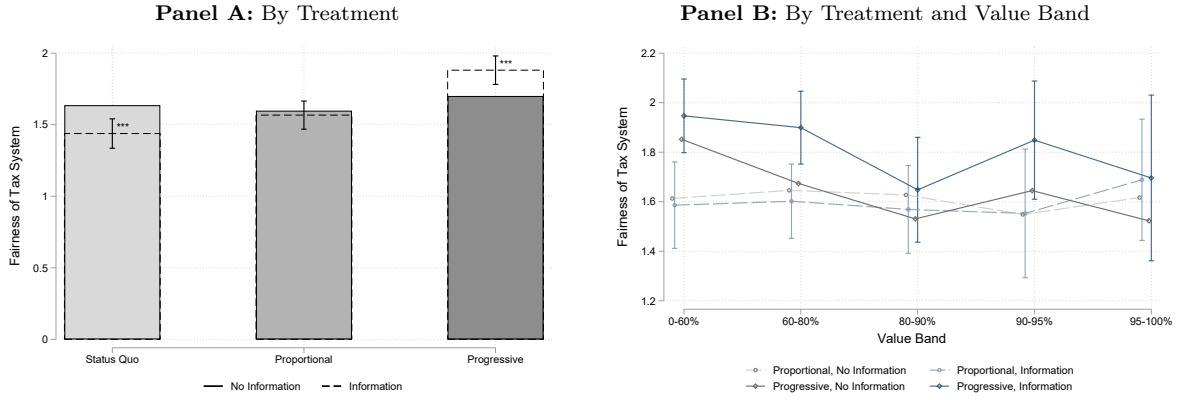 Panel A: By Treatment
Fairness of Tax System
2
1.5
1
0.5
0
***
***
Status Quo
Proportional
Progressive
No Information
Information
Panel B: By Treatment and Value Band
Fairness of Tax System
2.2
2
1.8
1.6
1.4
1.2
0-60%
60-80%
80-90%
90-95%
95-100%
Value Band
Proportional, No Information
Proportional, Information
Progressive, No Information
Progressive, Information